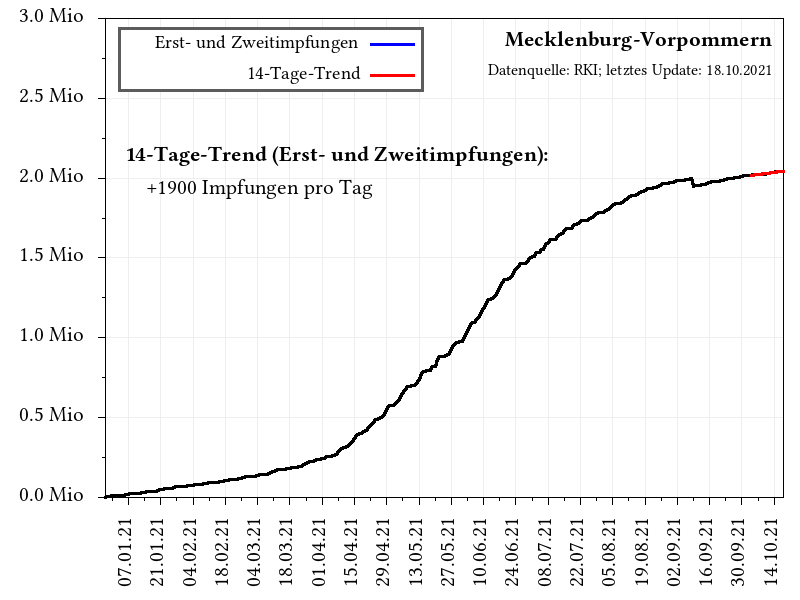 3.0 Mio
2.5 Mio
2.0 Mio
1.5 Mio
1.0 Mio
0.5 Mio
0.0 Mio
Erst- und Zweitimpfungen
14-Tage-Trend
Mecklenburg-Vorpommern
Datenquelle: RKI; letztes Update: 18.10.2021
14-Tage-Trend (Erst- und Zweitimpfungen):
+1900 Impfungen pro Tag
07.01.21
21.01.21
04.02.21
18.02.21
04.03.21
18.03.21
01.04.21
15.04.21
29.04.21
13.05.21
27.05.21
10.06.21
24.06.21
08.07.21
22.07.21
05.08.21
19.08.21
02.09.21
16.09.21
30.09.21
14.10.21